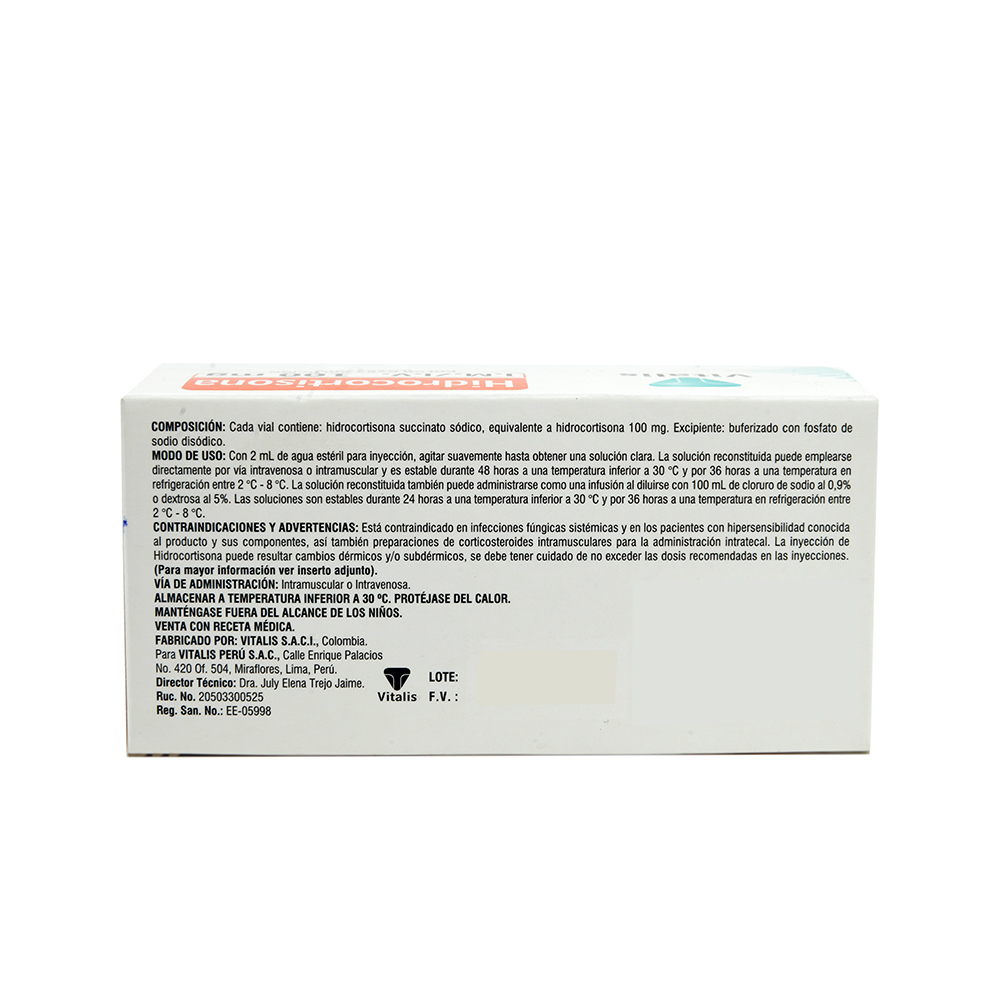 Hidrocortisona
I.M./I.V. 100 mg
Vitalis
COMPOSICIÓN: Cada vial contiene: hidrocortisona succinato sódico, equivalente a hidrocortisona 100 mg. Excipiente: buferizado con fosfato de
sodio disódico.
MODO DE USO: Con 2 mL de agua estéril para inyección, agitar suavemente hasta obtener una solución clara. La solución reconstituida puede emplearse
directamente por vía intravenosa o intramuscular y es estable durante 48 horas a una temperatura inferior a 30 °C y por 36 horas a una temperatura en
refrigeración entre 2 °C - 8 °C. La solución reconstituida también puede administrarse como una infusión al diluirse con 100 mL de cloruro de sodio al 0,9%
o dextrosa al 5%. Las soluciones son estables durante 24 horas a una temperatura inferior a 30 °C y por 36 horas a una temperatura en refrigeración entre
2 °C - 8 °C.
CONTRAINDICACIONES Y ADVERTENCIAS: Está contraindicado en infecciones fúngicas sistémicas y en los pacientes con hipersensibilidad conocida
al producto y sus componentes, así también preparaciones de corticosteroides intramusculares para la administración intratecal. La inyección de
Hidrocortisona puede resultar cambios dérmicos y/o subdérmicos, se debe tener cuidado de no exceder las dosis recomendadas en las inyecciones.
(Para mayor información ver inserto adjunto).
VÍA DE ADMINISTRACIÓN: Intramuscular o Intravenosa.
ALMACENAR A TEMPERATURA INFERIOR A 30 ºC. PROTÉJASE DEL CALOR.
MANTÉNGASE FUERA DEL ALCANCE DE LOS NIÑOS.
VENTA CON RECETA MÉDICA.
FABRICADO POR: VITALIS S.A.C.I., Colombia.
Para VITALIS PERÚ S.A.C., Calle Enrique Palacios
No. 420 Of. 504, Miraflores, Lima, Perú.
Director Técnico: Dra. July Elena Trejo Jaime.
Ruc. No. 20503300525
Reg. San. No.: EE-05998
Vitalis
LOTE:
F.V. :